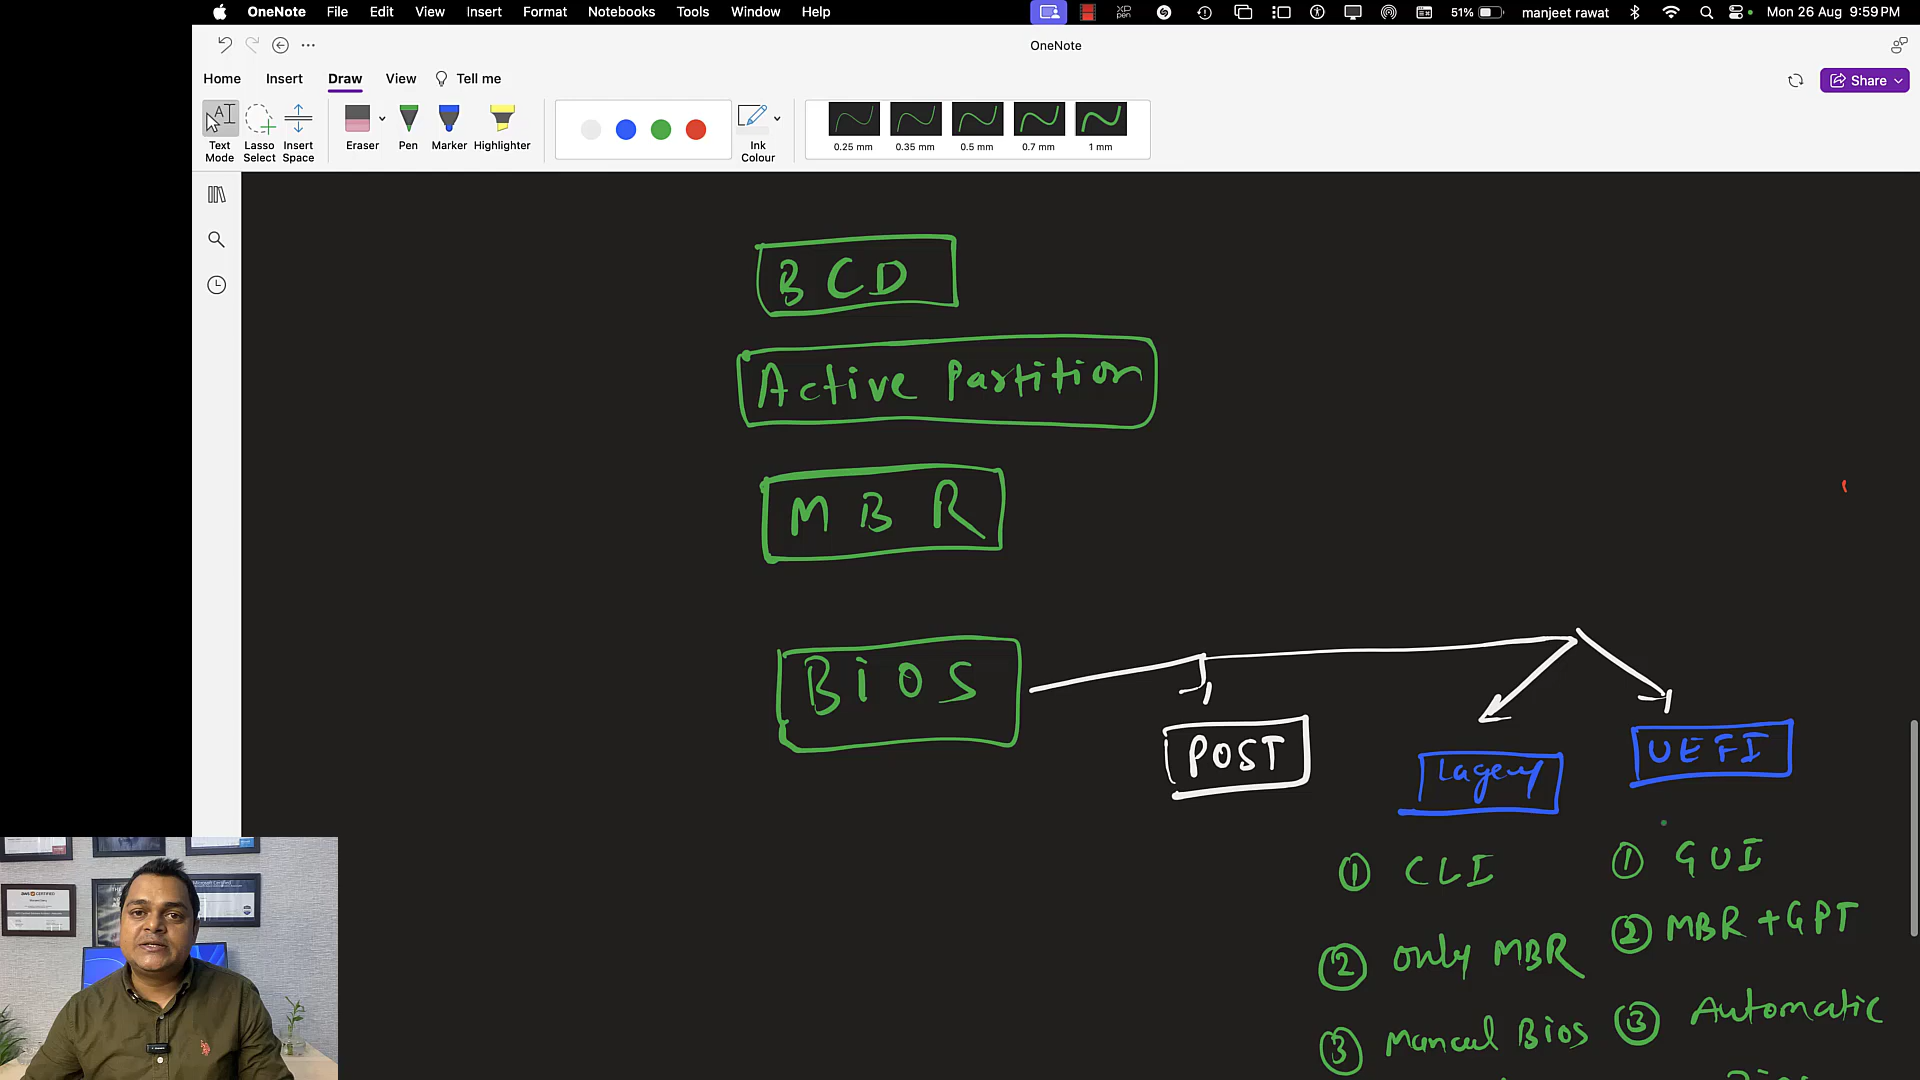 OneNote File Edit View Insert Format Notebooks Tools Window Help XP pen 51% manjeet rawat Mon 26 Aug 9:59 PM
OneNote
Home Insert Draw View Tell me Share
Text Mode Lasso Select Insert Space Eraser Pen Marker Highlighter Ink Colour 0.25 mm 0.35 mm 0.5 mm 0.7 mm 1 mm
BCD
Active Partition
MBR
BiOS
POST
Lagecy
UEFI
① CLI
① GUI
② only MBR
② MBR + GPT
③ Manual Bios
③ Automatic